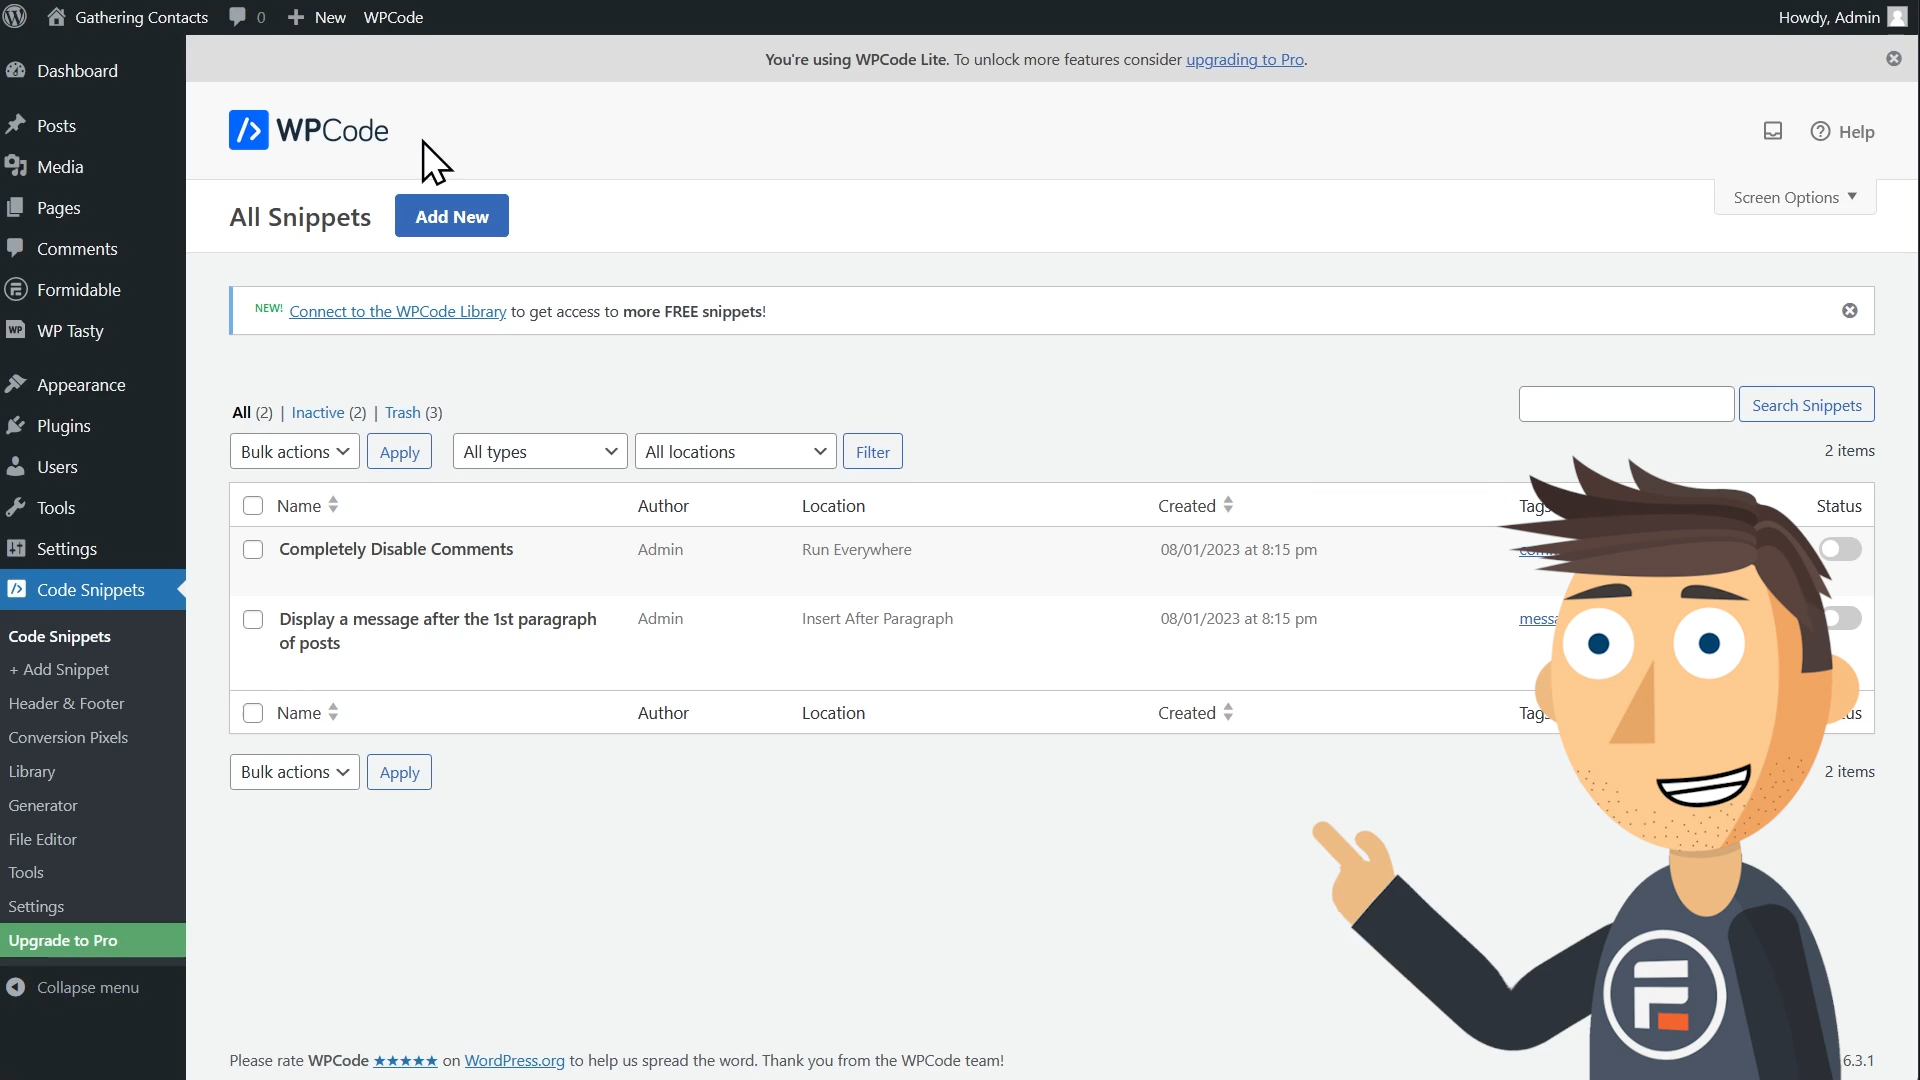 Gathering Contacts 0 New WPCode Howdy, Admin
You're using WPCode Lite. To unlock more features consider upgrading to Pro.
Dashboard
Posts
Media
Pages
Comments
Formidable
WP WP Tasty
Appearance
Plugins
Users
Tools
Settings
Code Snippets
Code Snippets
+ Add Snippet
Header & Footer
Conversion Pixels
Library
Generator
File Editor
Tools
Settings
Upgrade to Pro
Collapse menu
WPCode
Help
All Snippets Add New
Screen Options
NEW! Connect to the WPCode Library to get access to more FREE snippets!
All (2) | Inactive (2) | Trash (3)
Search Snippets
Bulk actions Apply All types All locations Filter
2 items
Name Author Location Created Tags Status
Completely Disable Comments Admin Run Everywhere 08/01/2023 at 8:15 pm
Display a message after the 1st paragraph Admin Insert After Paragraph 08/01/2023 at 8:15 pm
of posts
Name Author Location Created Tags
Bulk actions Apply
2 items
Please rate WPCode ★★★★★ on WordPress.org to help us spread the word. Thank you from the WPCode team!
6.3.1